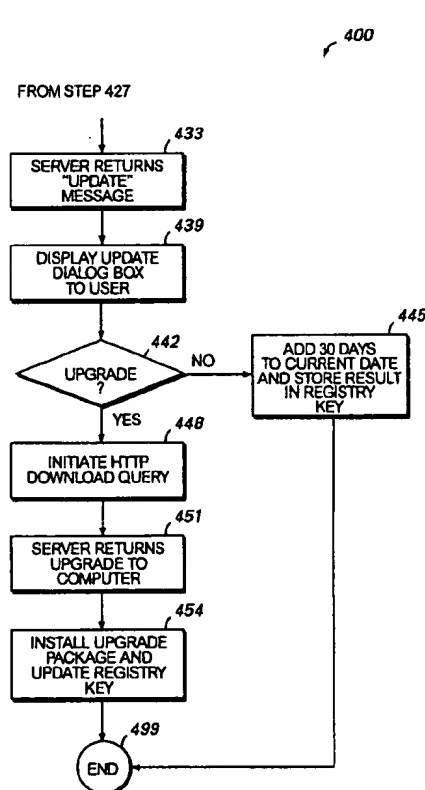 400
FROM STEP 427
433
SERVER RETURNS
"UPDATE"
MESSAGE
439
DISPLAY UPDATE
DIALOG BOX
TO USER
442
UPGRADE
?
NO
445
ADD 30 DAYS
TO CURRENT DATE
AND STORE RESULT
IN REGISTRY
KEY
YES
448
INITIATE HTTP
DOWNLOAD QUERY
451
SERVER RETURNS
UPGRADE TO
COMPUTER
454
INSTALL UPGRADE
PACKAGE AND
UPDATE REGISTRY
KEY
499
END